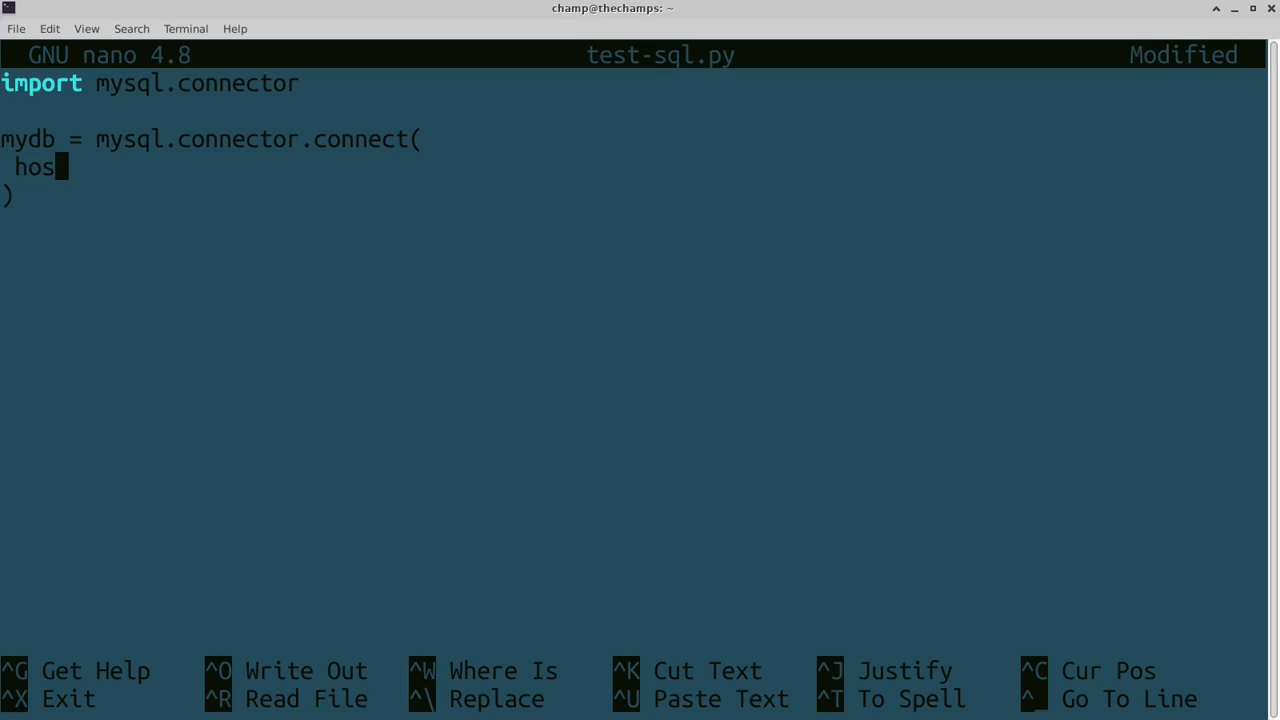 champ@thechamps: ~
File Edit View Search Terminal Help
GNU nano 4.8 test-sql.py Modified
import mysql.connector
mydb = mysql.connector.connect(
hos
)
^G Get Help ^O Write Out ^W Where Is ^K Cut Text ^J Justify ^C Cur Pos
^X Exit ^R Read File ^\ Replace ^U Paste Text ^T To Spell ^_ Go To Line